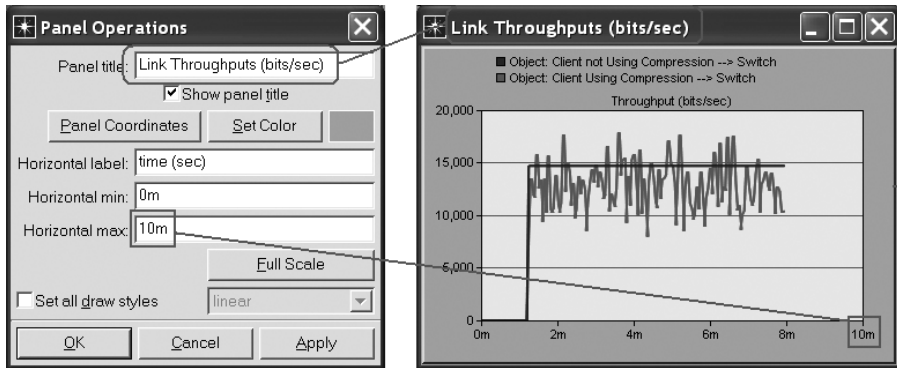 Panel Operations
Panel title: Link Throughputs (bits/sec)
Show panel title
Panel Coordinates Set Color
Horizontal label: time (sec)
Horizontal min: 0m
Horizontal max: 10m
Full Scale
Set all draw styles linear
OK Cancel Apply
Link Throughputs (bits/sec)
Object: Client not Using Compression --> Switch
Object: Client Using Compression --> Switch
Throughput (bits/sec)
20,000
15,000
10,000
5,000
0
0m 2m 4m 6m 8m 10m